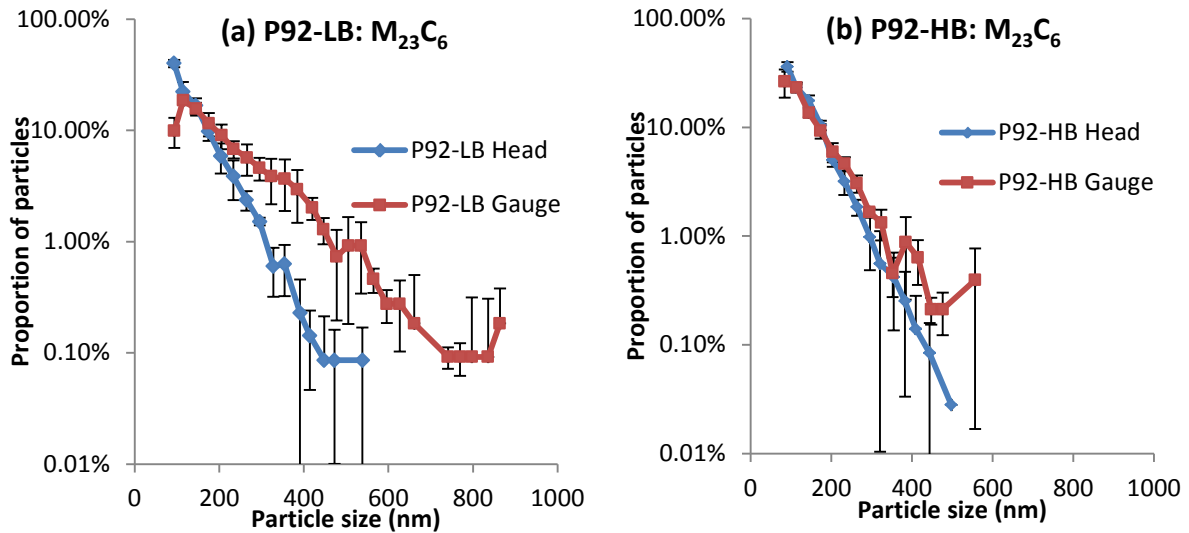 (a) P92-LB: M23C6
Proportion of particles
100.00%
10.00%
1.00%
0.10%
0.01%
P92-LB Head
P92-LB Gauge
0 200 400 600 800 1000
Particle size (nm)
(b) P92-HB: M23C6
Proportion of particles
100.00%
10.00%
1.00%
0.10%
0.01%
P92-HB Head
P92-HB Gauge
0 200 400 600 800 1000
Particle size (nm)